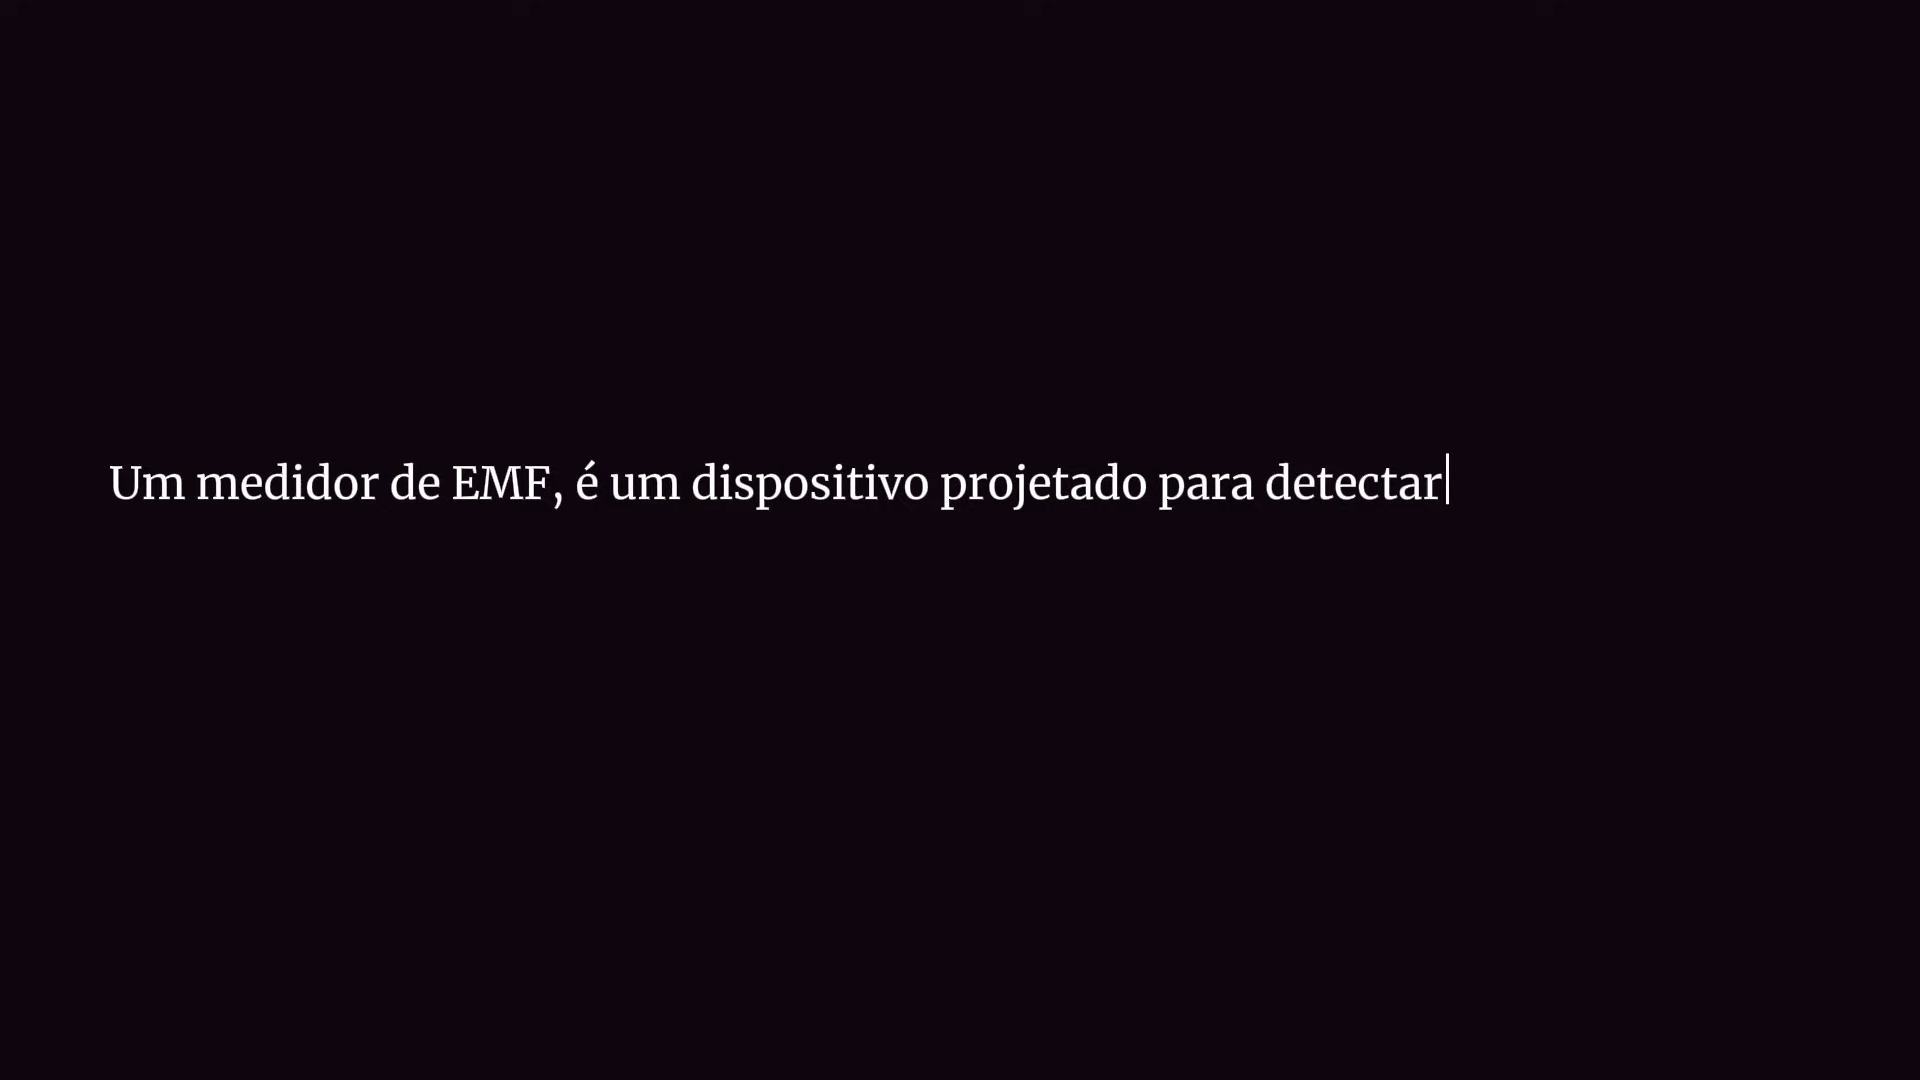 Um medidor de EMF, é um dispositivo projetado para detectar